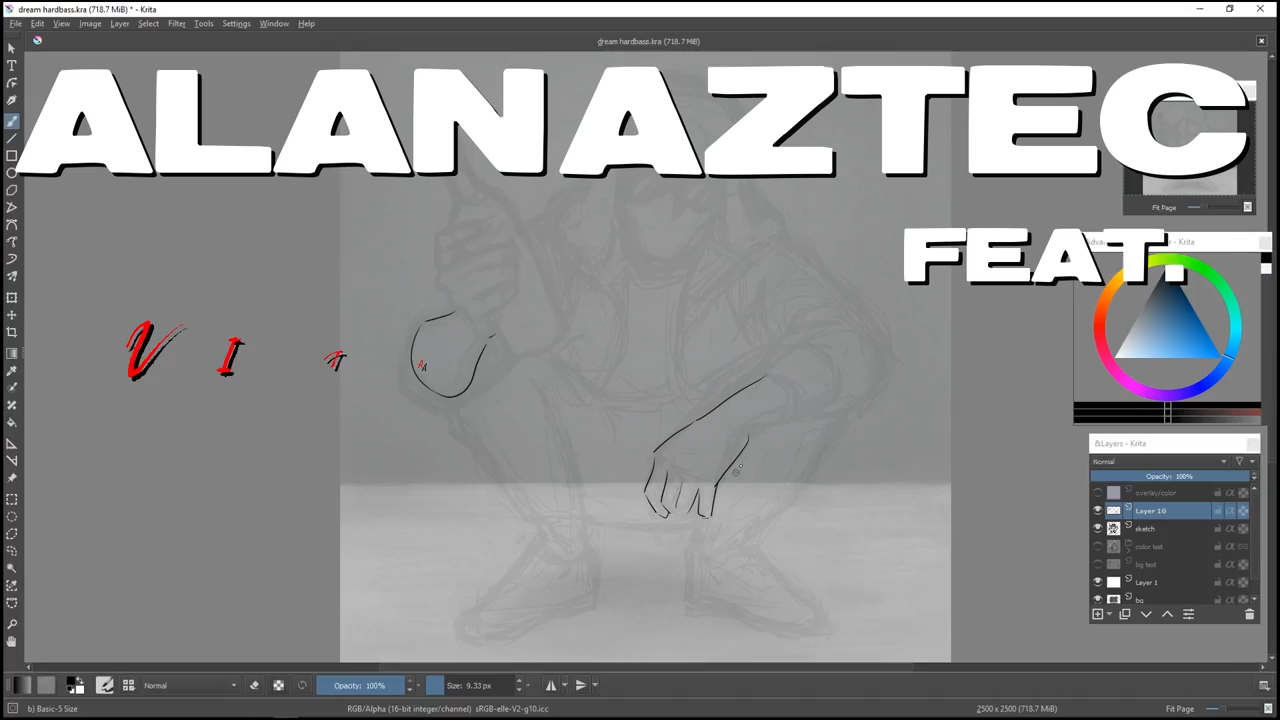 dream hardbass.kra (718.7 MiB) * - Krita
File Edit View Image Layer Select Filter Tools Settings Window Help
dream hardbass.kra (718.7 MiB)
ALANAZTEC
FEAT.
V I
Fit Page
- Krita
&Layers - Krita
Normal
Opacity: 100%
overlay/color
Layer 10
sketch
color test
bg test
Layer 1
bg
Normal
Opacity: 100%
Size: 9.33 px
b) Basic-5 Size
RGB/Alpha (16-bit integer/channel) sRGB-elle-V2-g10.icc
2500 x 2500 (718.7 MiB)
Fit Page